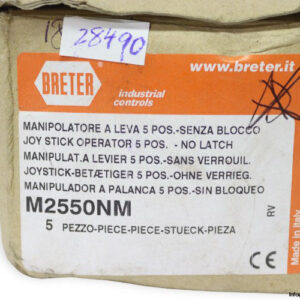 18
28490
BRETER
industrial
controls
www.breter.it
MANIPOLATORE A LEVA 5 POS.-SENZA BLOCCO
JOY STICK OPERATOR 5 POS. - NO LATCH
MANIPULAT.A LEVIER 5 POS.-SANS VERROUIL.
JOYSTICK-BETÆTIGER 5 POS.-OHNE VERRIEG.
MANIPULADOR A PALANCA 5 POS.-SIN BLOQUEO
M2550NM
5 PEZZO-PIECE-PIECE-STUECK-PIEZA
RV
Made in Italy
CE